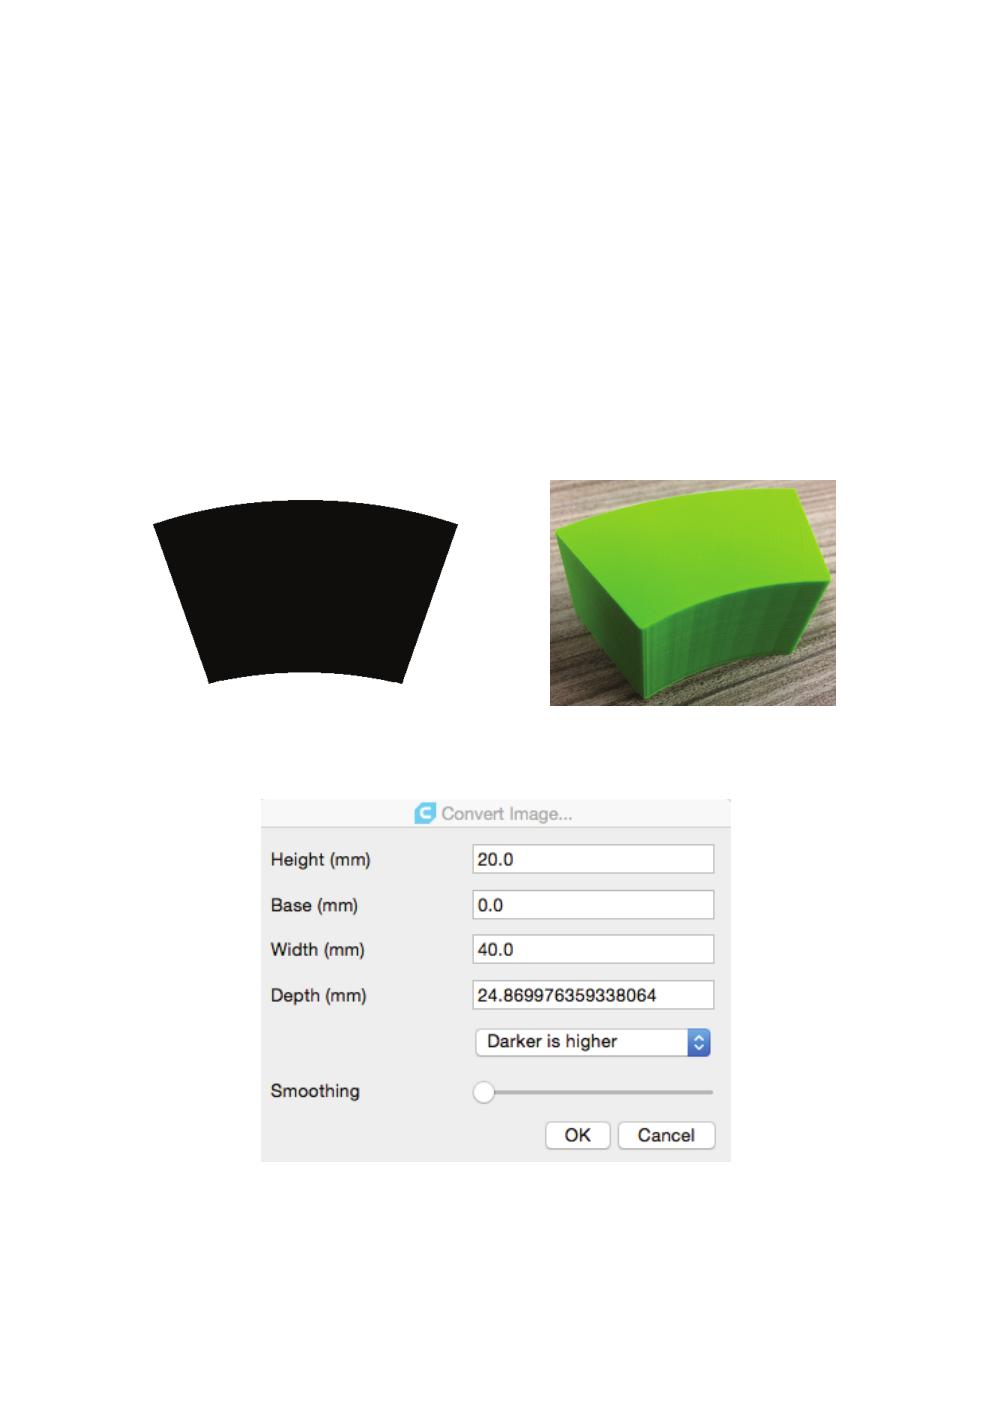 Convert Image...
Height (mm) 20.0
Base (mm) 0.0
Width (mm) 40.0
Depth (mm) 24.869976359338064
Darker is higher
Smoothing
OK Cancel